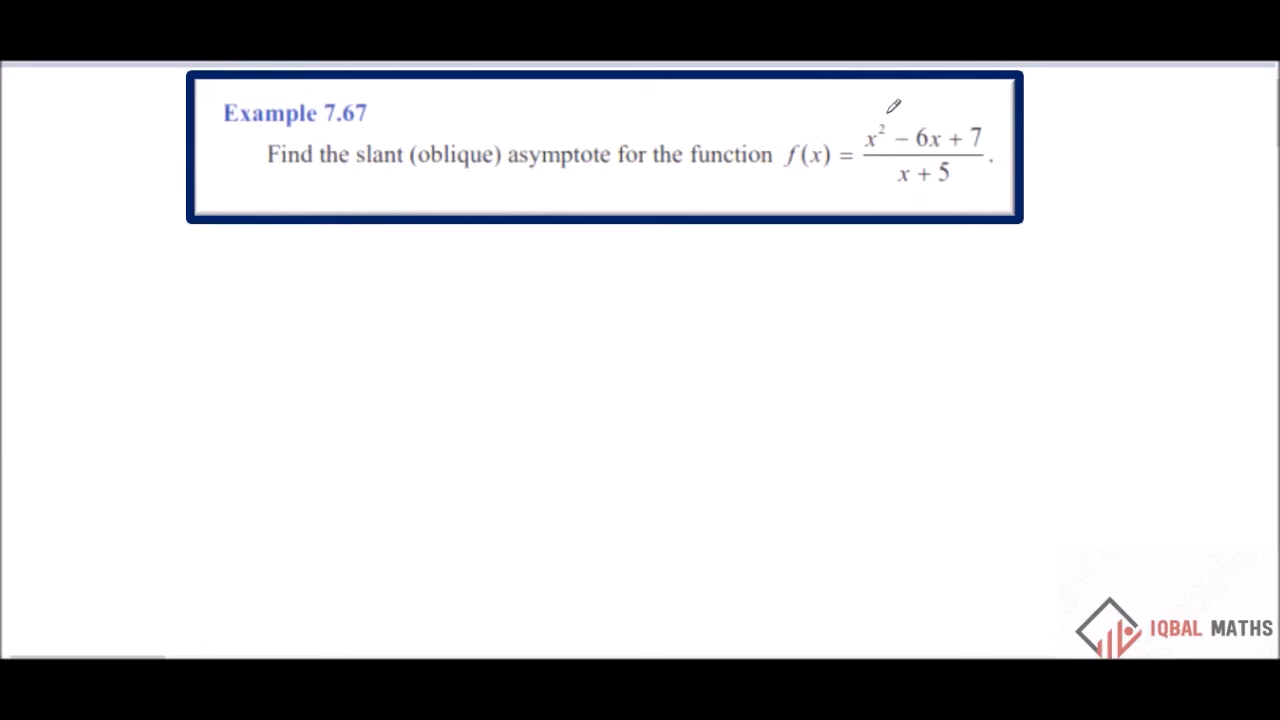 Example 7.67
Find the slant (oblique) asymptote for the function f(x) = (x² − 6x + 7)/(x + 5).
IQBAL MATHS